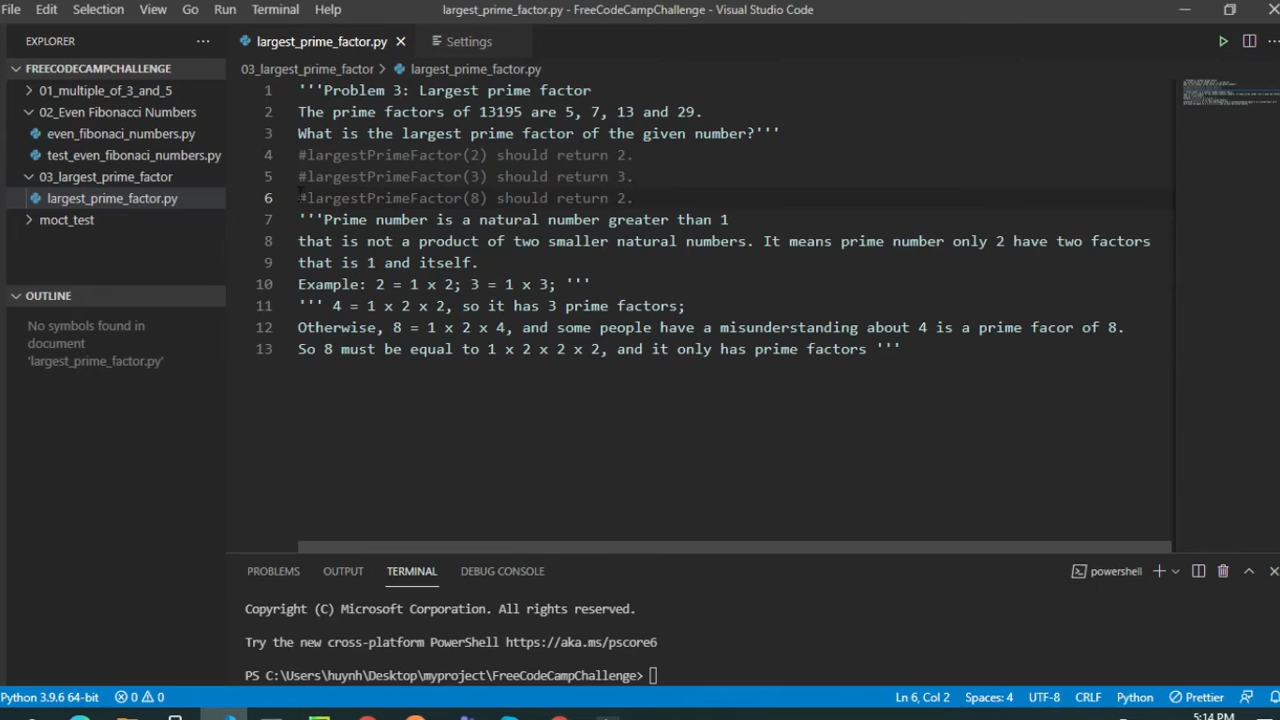 File Edit Selection View Go Run Terminal Help largest_prime_factor.py - FreeCodeCampChallenge - Visual Studio Code
EXPLORER
FREECODECAMPCHALLENGE
01_multiple_of_3_and_5
02_Even Fibonacci Numbers
even_fibonaci_numbers.py
test_even_fibonaci_numbers.py
03_largest_prime_factor
largest_prime_factor.py
moct_test
OUTLINE
No symbols found in
document
'largest_prime_factor.py'
largest_prime_factor.py Settings
03_largest_prime_factor > largest_prime_factor.py
1 '''Problem 3: Largest prime factor
2 The prime factors of 13195 are 5, 7, 13 and 29.
3 What is the largest prime factor of the given number?'''
4 #largestPrimeFactor(2) should return 2.
5 #largestPrimeFactor(3) should return 3.
6 #largestPrimeFactor(8) should return 2.
7 '''Prime number is a natural number greater than 1
8 that is not a product of two smaller natural numbers. It means prime number only 2 have two factors
9 that is 1 and itself.
10 Example: 2 = 1 x 2; 3 = 1 x 3; '''
11 ''' 4 = 1 x 2 x 2, so it has 3 prime factors;
12 Otherwise, 8 = 1 x 2 x 4, and some people have a misunderstanding about 4 is a prime facor of 8.
13 So 8 must be equal to 1 x 2 x 2 x 2, and it only has prime factors '''
PROBLEMS OUTPUT TERMINAL DEBUG CONSOLE powershell
Copyright (C) Microsoft Corporation. All rights reserved.
Try the new cross-platform PowerShell https://aka.ms/pscore6
PS C:\Users\huynh\Desktop\myproject\FreeCodeCampChallenge>
Python 3.9.6 64-bit 0 0 Ln 6, Col 2 Spaces: 4 UTF-8 CRLF Python Prettier
5:14 PM